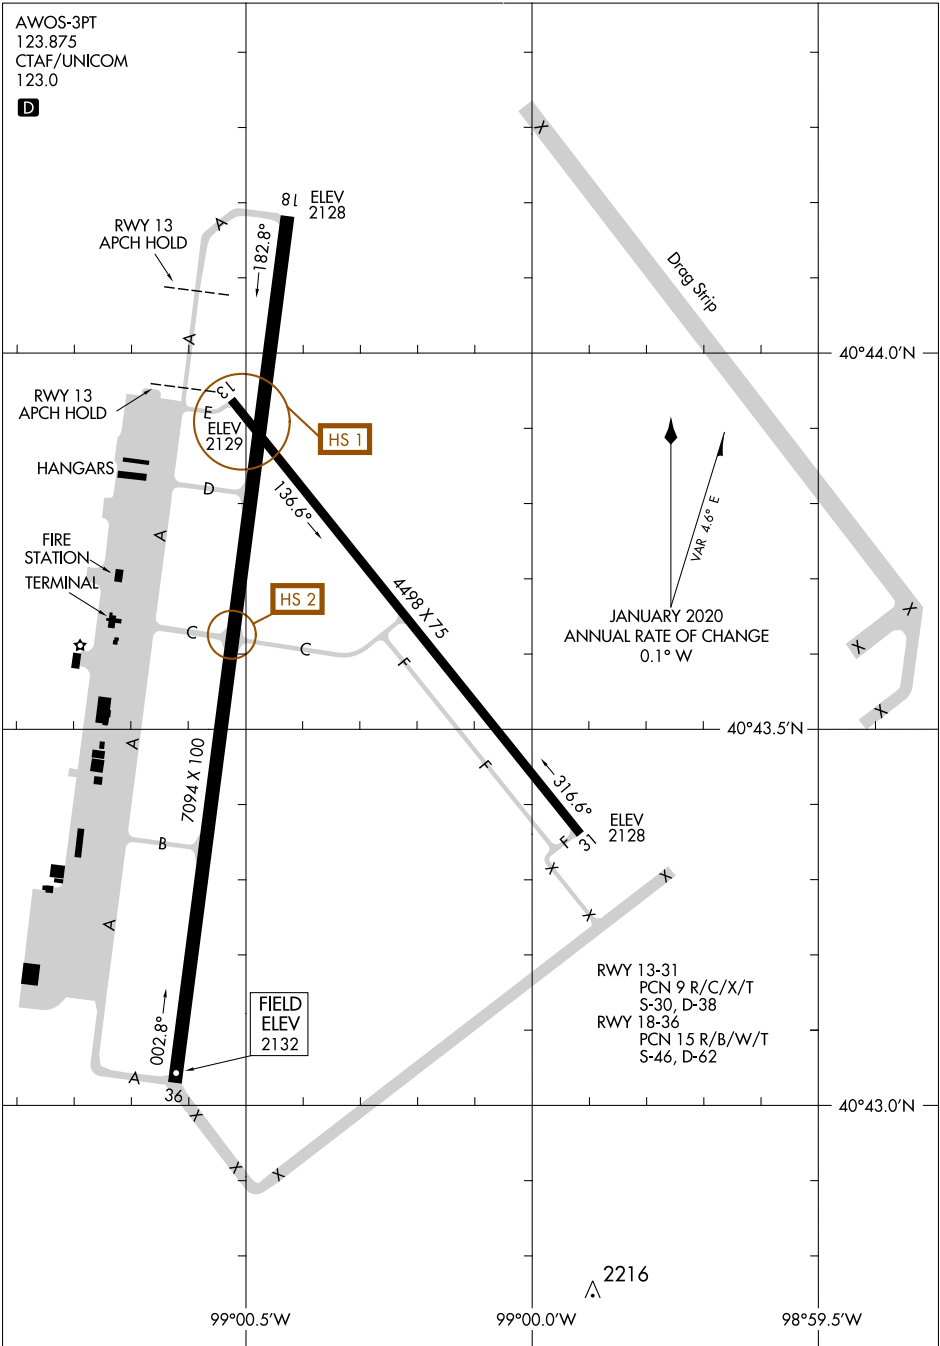 AWOS-3PT
123.875
CTAF/UNICOM
123.0
D
18
ELEV
2128
RWY 13
APCH HOLD
A
182.8°
Drag Strip
X
A
40°44.0'N
RWY 13
APCH HOLD
13
E
ELEV
2129
HS 1
HANGARS
D
136.6°
VAR 4.6° E
A
FIRE
STATION
TERMINAL
HS 2
4498 X 75
JANUARY 2020
ANNUAL RATE OF CHANGE
0.1° W
X
X
X
C
C
F
40°43.5'N
A
7094 X 100
F
316.6°
ELEV
2128
31
F
B
X
X
X
A
RWY 13-31
PCN 9 R/C/X/T
S-30, D-38
RWY 18-36
PCN 15 R/B/W/T
S-46, D-62
002.8°
FIELD
ELEV
2132
A
36
X
X
X
40°43.0'N
2216
99°00.5'W
99°00.0'W
98°59.5'W